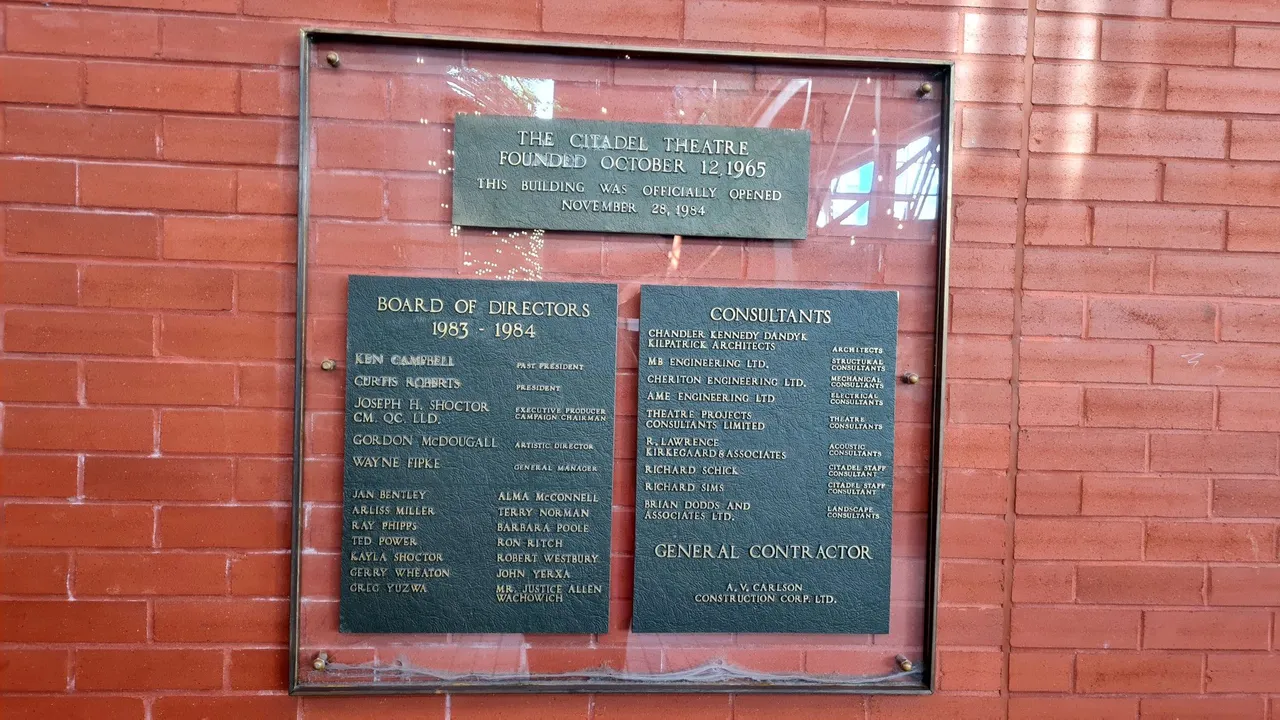 THE CITADEL THEATRE
FOUNDED OCTOBER 12, 1965
THIS BUILDING WAS OFFICIALLY OPENED
NOVEMBER 28, 1984
BOARD OF DIRECTORS
1983 - 1984
KEN CAMPBELL PAST PRESIDENT
CURTIS ROBERTS PRESIDENT
JOSEPH H. SHOCTOR EXECUTIVE PRODUCER
CM. QC. LLD. CAMPAIGN CHAIRMAN
GORDON McDOUGALL ARTISTIC DIRECTOR
WAYNE FIPKE GENERAL MANAGER
JAN BENTLEY ALMA McCONNELL
ARLISS MILLER TERRY NORMAN
RAY PHIPPS BARBARA POOLE
TED POWER RON RITCH
KAYLA SHOCTOR ROBERT WESTBURY
GERRY WHEATON JOHN YERXA
GREG YUZWA MR. JUSTICE ALLEN
WACHOWICH
CONSULTANTS
CHANDLER KENNEDY DANDYK
KILPATRICK ARCHITECTS ARCHITECTS
MB ENGINEERING LTD. STRUCTURAL
CONSULTANTS
CHERITON ENGINEERING LTD. MECHANICAL
CONSULTANTS
AME ENGINEERING LTD ELECTRICAL
CONSULTANTS
THEATRE PROJECTS THEATRE
CONSULTANTS LIMITED CONSULTANTS
R. LAWRENCE ACOUSTIC
KIRKEGAARD & ASSOCIATES CONSULTANTS
RICHARD SCHICK CITADEL STAFF
CONSULTANT
RICHARD SIMS CITADEL STAFF
CONSULTANT
BRIAN DODDS AND LANDSCAPE
ASSOCIATES LTD. CONSULTANTS
GENERAL CONTRACTOR
A. V. CARLSON
CONSTRUCTION CORP. LTD.